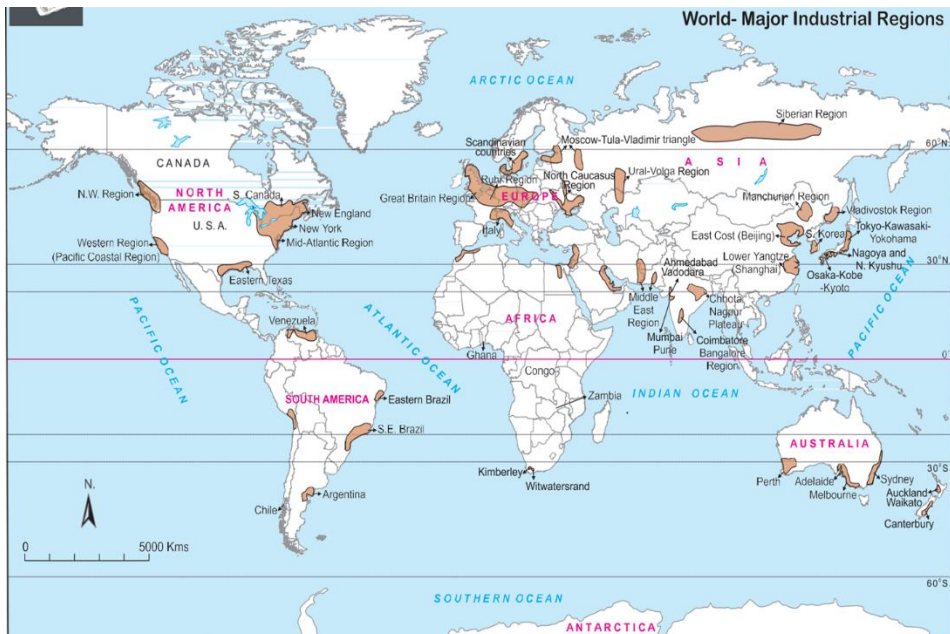 World- Major Industrial Regions
ARCTIC OCEAN
Siberian Region
60°N
CANADA
Scandinavian
countries
Moscow-Tula-Vladimir triangle
A S I A
N.W. Region
NORTH
AMERICA
S. Canada
U.S.A.
New England
New York
Mid-Atlantic Region
Great Britain Region
Ruhr Region
North Caucasus
Region
EUROPE
Italy
Ural-Volga Region
Manchurian Region
Vladivostok Region
East Cost (Beijing)
S. Korea
Tokyo-Kawasaki-
Yokohama
Western Region
(Pacific Coastal Region)
Eastern Texas
Lower Yangtze
(Shanghai)
Nagoya and
N. Kyushu
Osaka-Kobe
-Kyoto
30°N
Ahmedabad
Vadodara
Middle
East
Region
Mumbai
Pune
Chhota
Nagpur
Plateau
Coimbatore
Bangalore
Region
PACIFIC OCEAN
ATLANTIC OCEAN
PACIFIC OCEAN
Venezuela
AFRICA
Ghana
0°
Congo
INDIAN OCEAN
SOUTH AMERICA
Eastern Brazil
Zambia
S.E. Brazil
AUSTRALIA
Kimberley
Witwatersrand
30°S
Perth
Adelaide
Melbourne
Sydney
Auckland
Waikato
Canterbury
Argentina
Chile
N.
0
5000 Kms
60°S
SOUTHERN OCEAN
ANTARCTICA